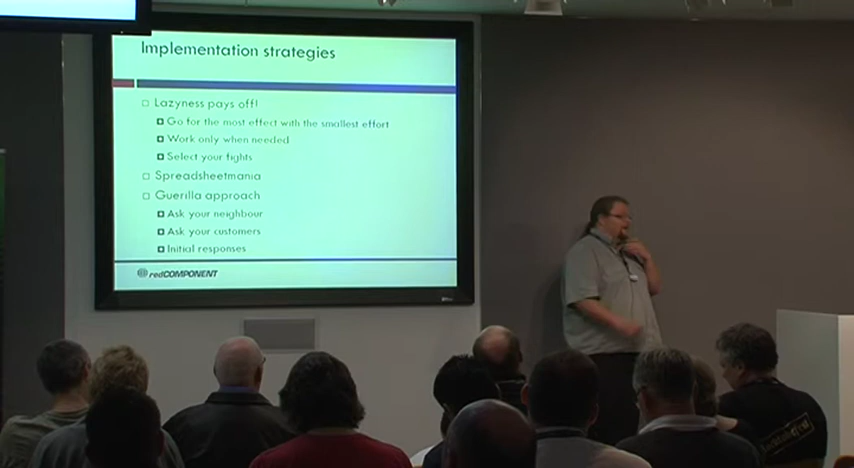 Implementation strategies
Lazyness pays off!
Go for the most effect with the smallest effort
Work only when needed
Select your fights
Spreadsheetmania
Guerilla approach
Ask your neighbour
Ask your customers
Initial responses
redCOMPONENT